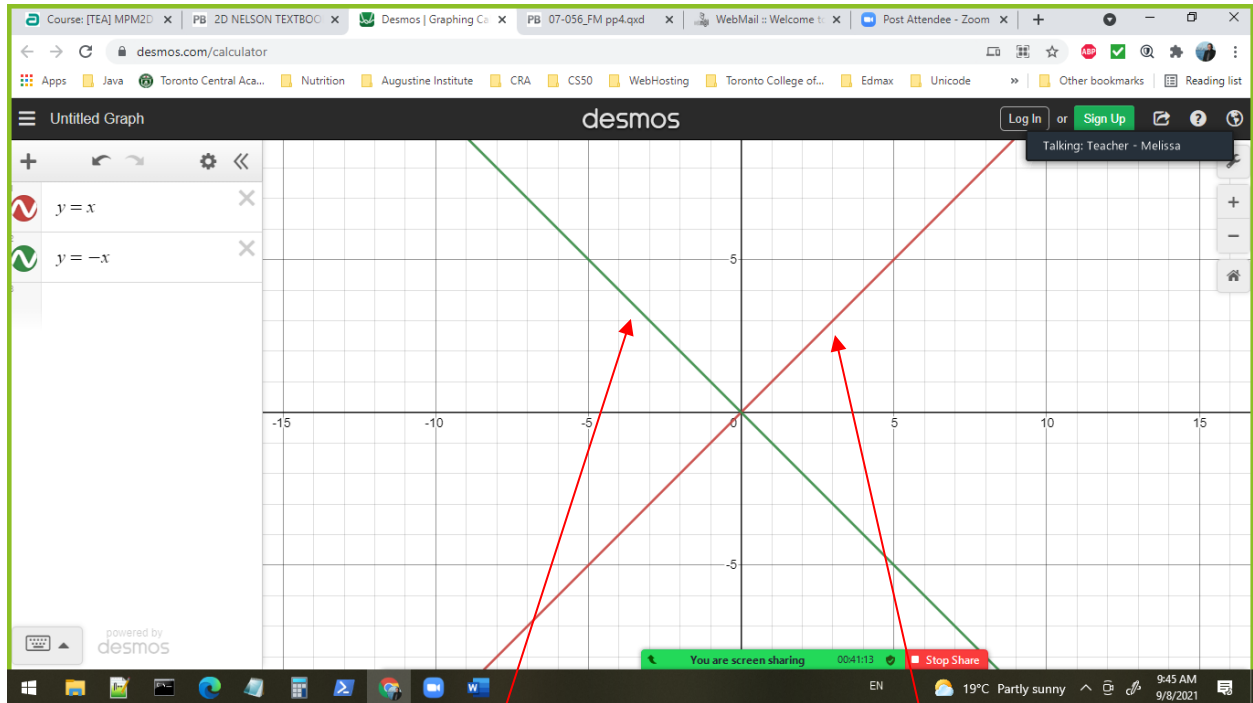 Course: [TEA] MPM2D
PB 2D NELSON TEXTBOO
Desmos | Graphing Ca
PB 07-056_FM pp4.qxd
WebMail :: Welcome t
Post Attendee - Zoom
desmos.com/calculator
ABP
Apps
Java
Toronto Central Aca...
Nutrition
Augustine Institute
CRA
CS50
WebHosting
Toronto College of...
Edmax
Unicode
»
Other bookmarks
Reading list
Untitled Graph
desmos
Log In or Sign Up
Talking: Teacher - Melissa
1
y = x
2
y = −x
3
5
-15
-10
-5
0
5
10
15
-5
powered by
desmos
You are screen sharing
00:41:13
Stop Share
EN
19°C Partly sunny
9:45 AM
9/8/2021